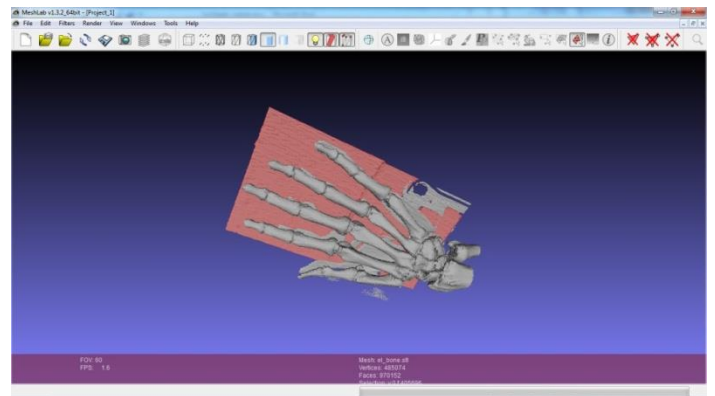 MeshLab v1.3.2_64bit - [Project_1]
File Edit Filters Render View Windows Tools Help
FOV: 60
FPS: 1.6
Mesh: st_bone.stl
Vertices: 485074
Faces: 970152